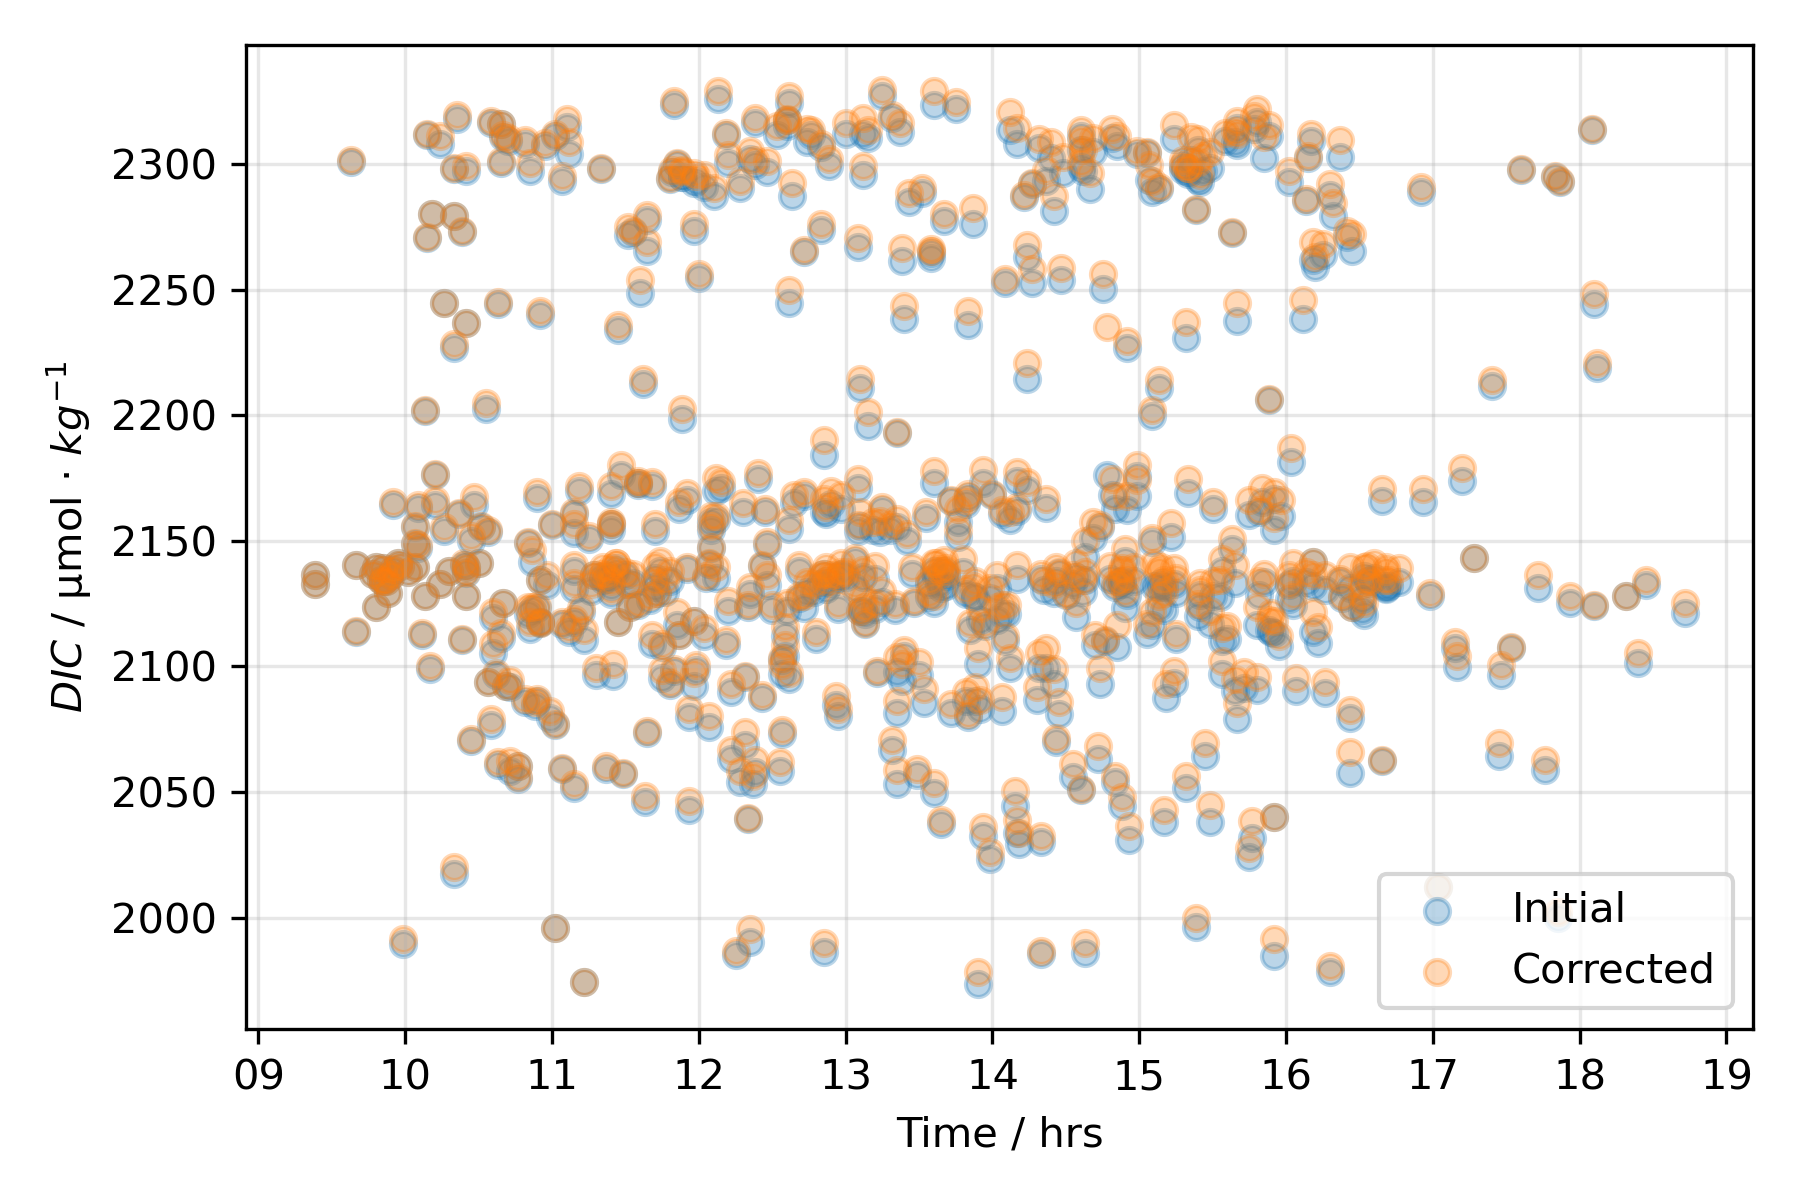 2300
2250
2200
2150
2100
2050
2000
DIC / µmol · kg⁻¹
09 10 11 12 13 14 15 16 17 18 19
Time / hrs
Initial
Corrected